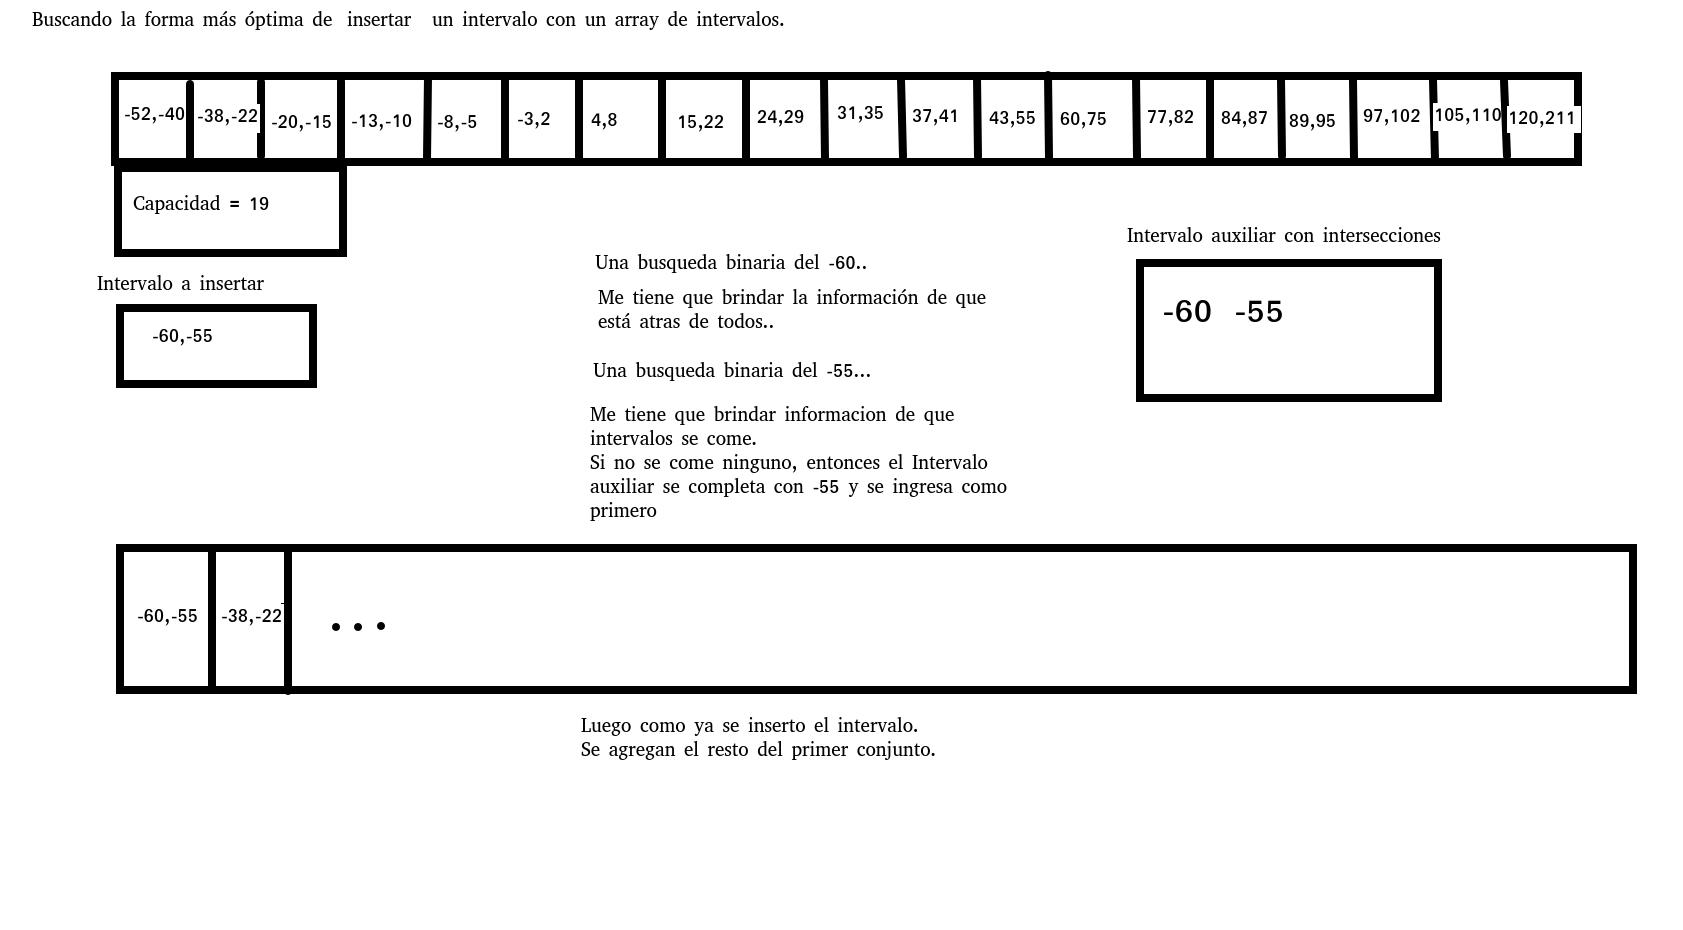 Buscando la forma más óptima de insertar un intervalo con un array de intervalos.
-52,-40 -38,-22 -20,-15 -13,-10 -8,-5 -3,2 4,8 15,22 24,29 31,35 37,41 43,55 60,75 77,82 84,87 89,95 97,102 105,110 120,211
Capacidad = 19
Intervalo a insertar
-60,-55
Una busqueda binaria del -60..
Me tiene que brindar la información de que
está atras de todos..
Una busqueda binaria del -55...
Me tiene que brindar informacion de que
intervalos se come.
Si no se come ninguno, entonces el Intervalo
auxiliar se completa con -55 y se ingresa como
primero
Intervalo auxiliar con intersecciones
-60 -55
-60,-55 -38,-22 ...
Luego como ya se inserto el intervalo.
Se agregan el resto del primer conjunto.